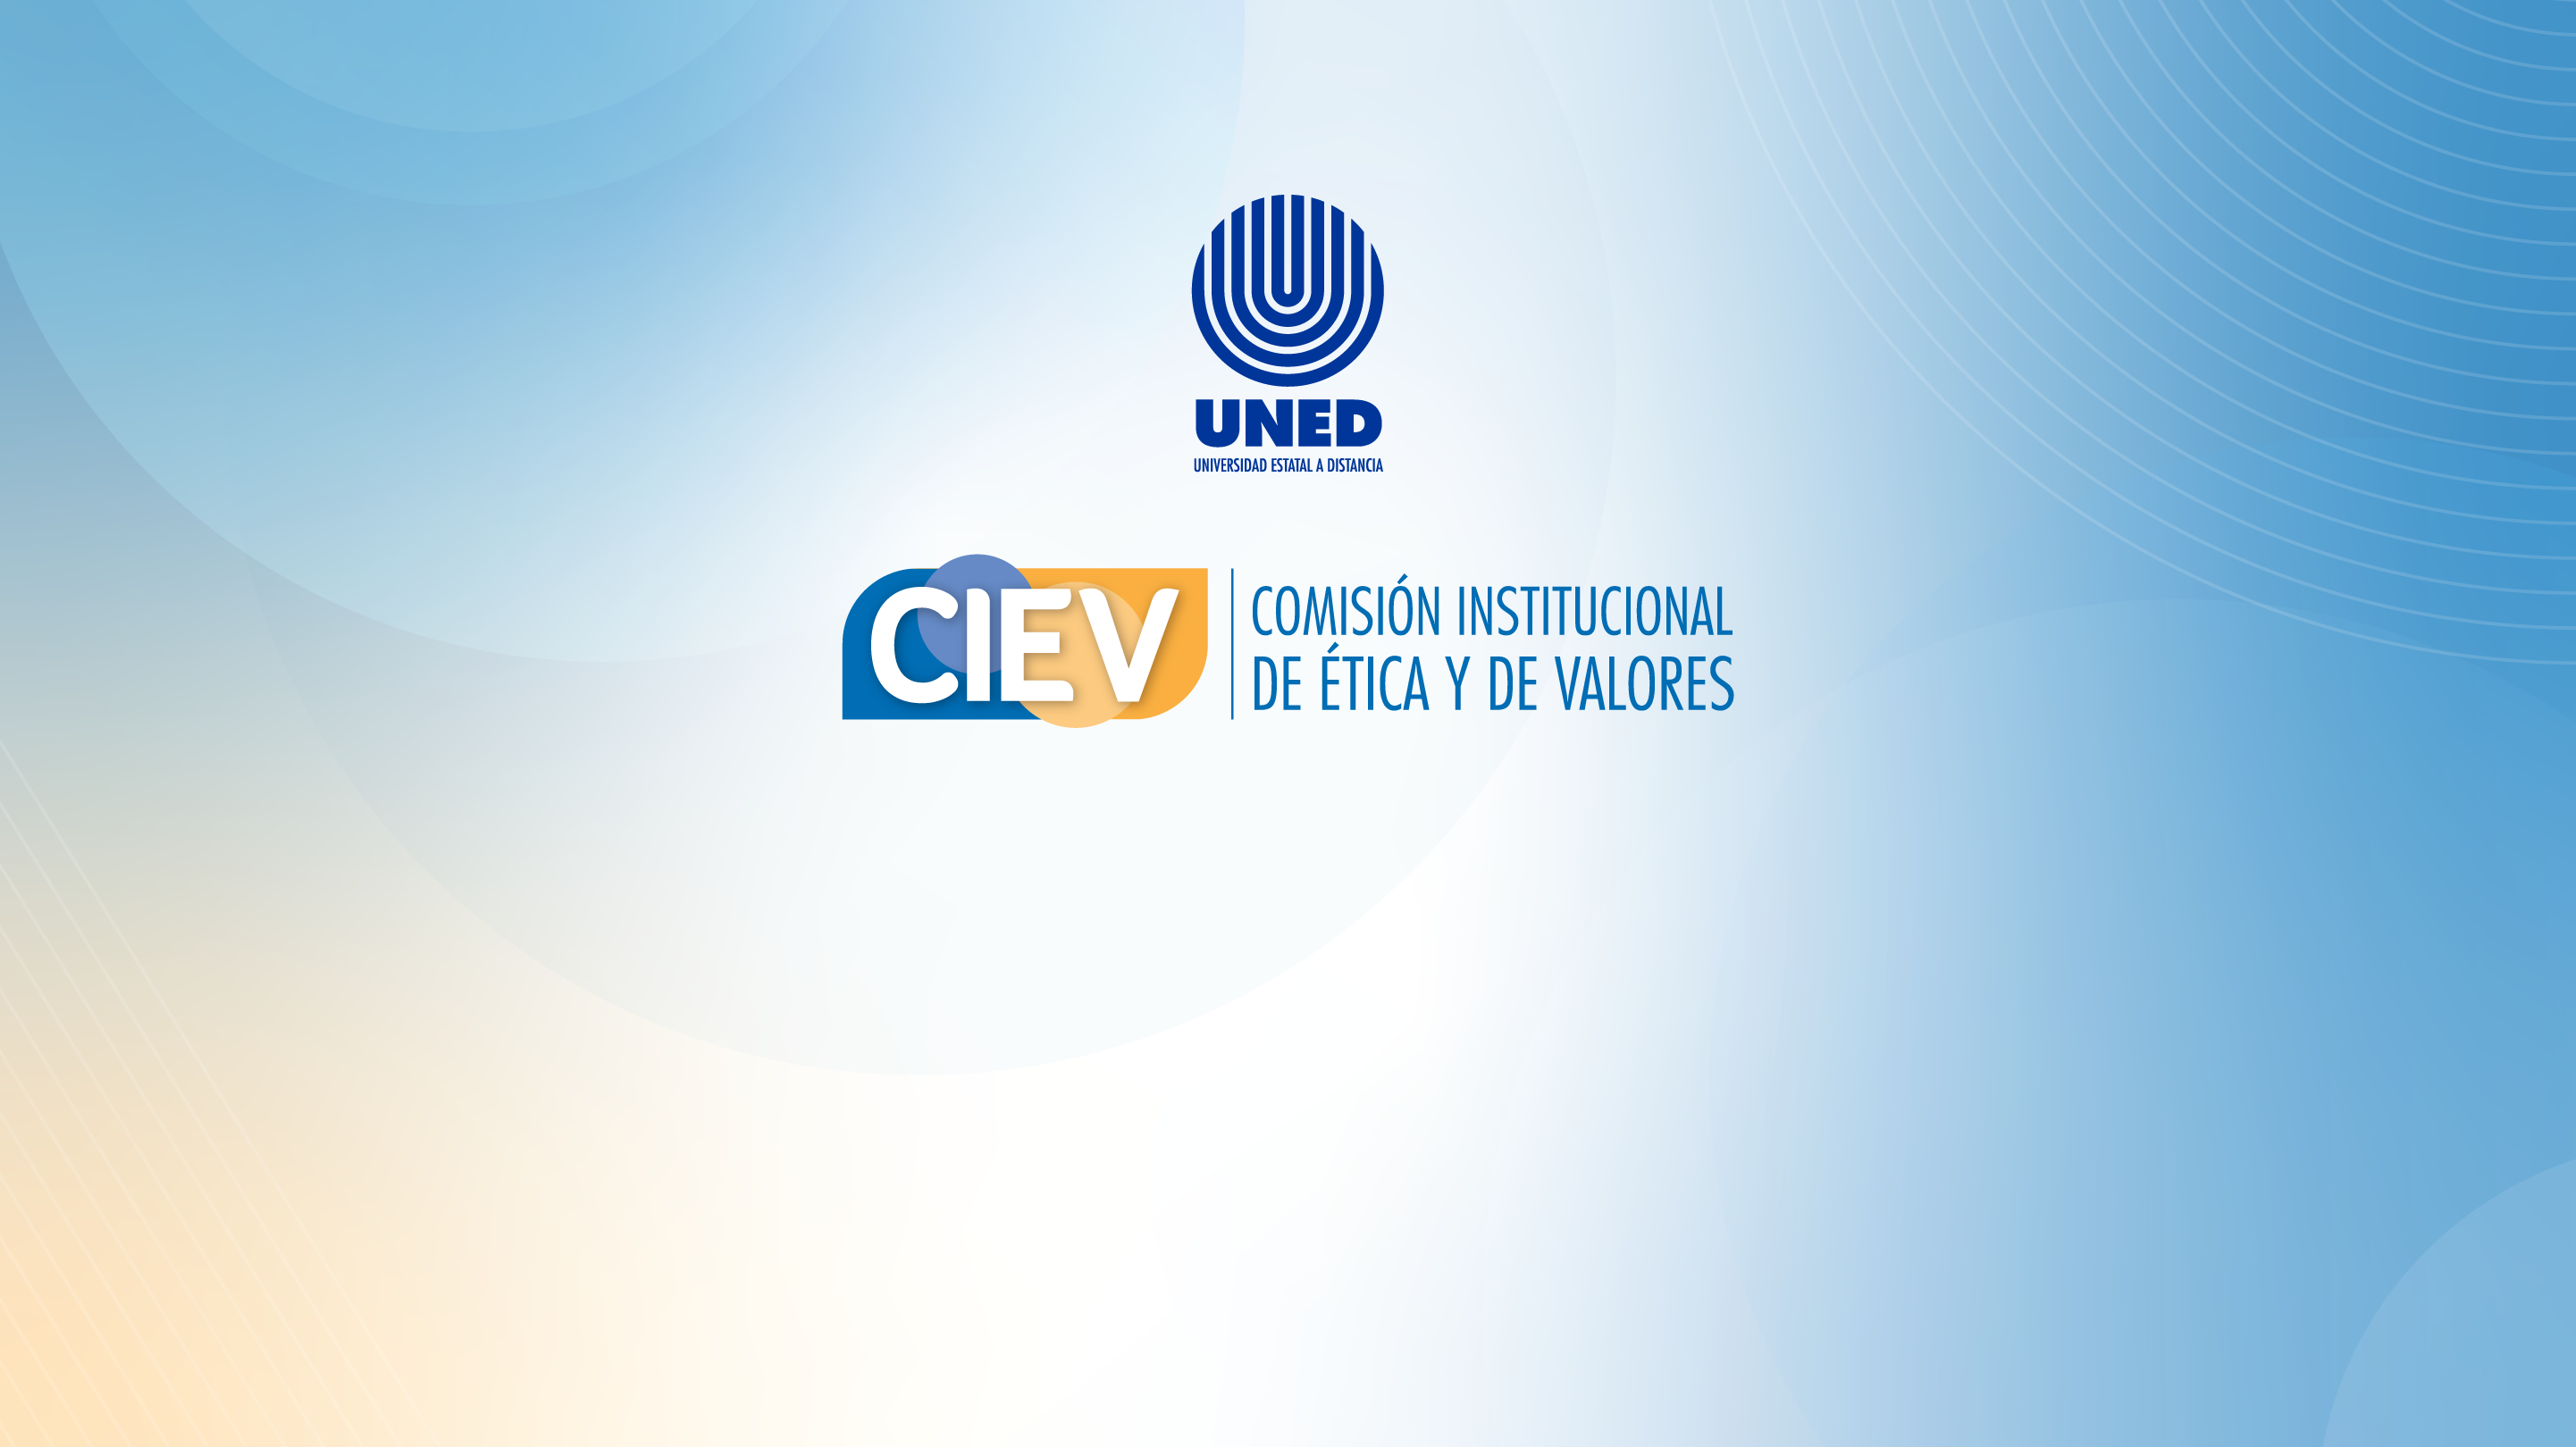 UNED
UNIVERSIDAD ESTATAL A DISTANCIA
CIEV
COMISIÓN INSTITUCIONAL
DE ÉTICA Y DE VALORES